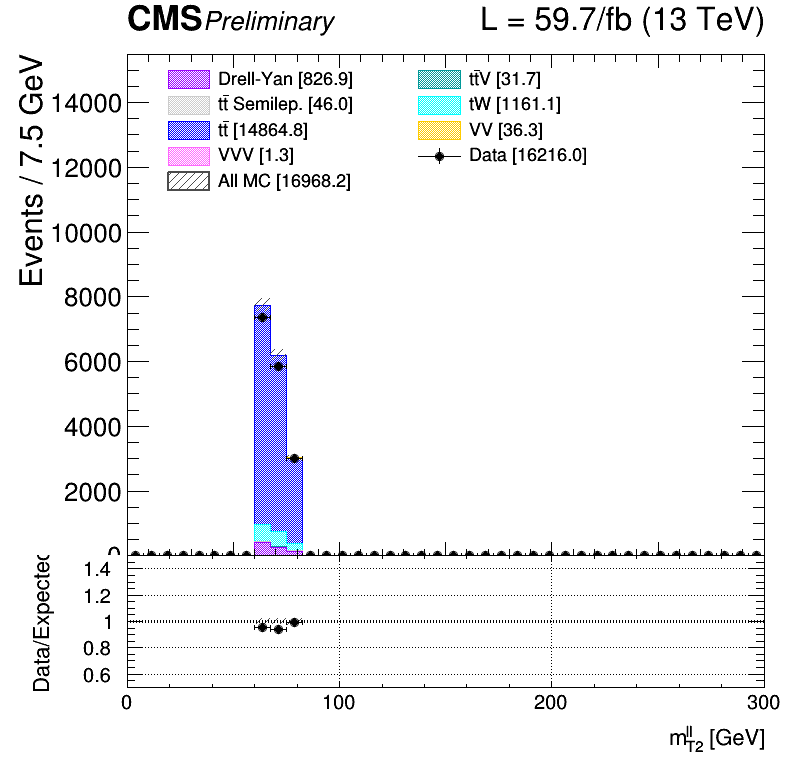 CMS Preliminary L = 59.7/fb (13 TeV)
Events / 7.5 GeV
14000
12000
10000
8000
6000
4000
2000
0
Drell-Yan [826.9]
tt̄ Semilep. [46.0]
tt̄ [14864.8]
VVV [1.3]
All MC [16968.2]
tt̄V [31.7]
tW [1161.1]
VV [36.3]
Data [16216.0]
Data/Expected
1.4
1.2
1
0.8
0.6
0 100 200 300
m_T2^ll [GeV]